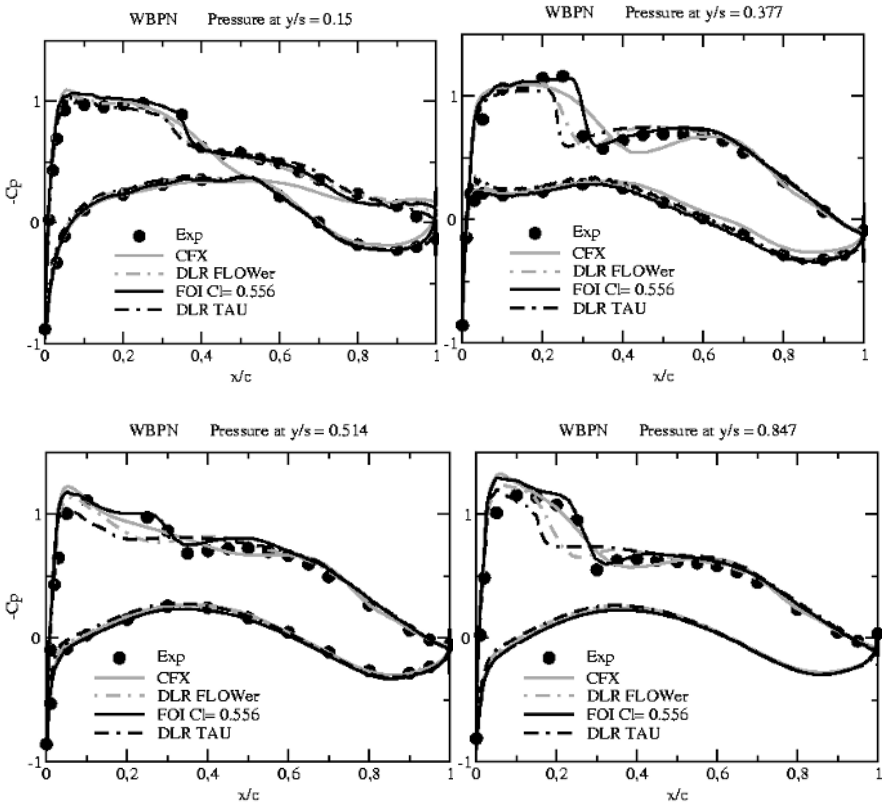 WBPN Pressure at y/s = 0.15
-Cp
1
0
-1
Exp
CFX
DLR FLOWer
FOI Cl= 0.556
DLR TAU
0 0,2 0,4 0,6 0,8 1
x/c
WBPN Pressure at y/s = 0.377
1
0
-1
Exp
CFX
DLR FLOWer
FOI Cl= 0.556
DLR TAU
0 0,2 0,4 0,6 0,8 1
x/c
WBPN Pressure at y/s = 0.514
-Cp
1
0
-1
Exp
CFX
DLR FLOWer
FOI Cl= 0.556
DLR TAU
0 0,2 0,4 0,6 0,8 1
x/c
WBPN Pressure at y/s = 0.847
1
0
-1
Exp
CFX
DLR FLOWer
FOI Cl= 0.556
DLR TAU
0 0,2 0,4 0,6 0,8 1
x/c